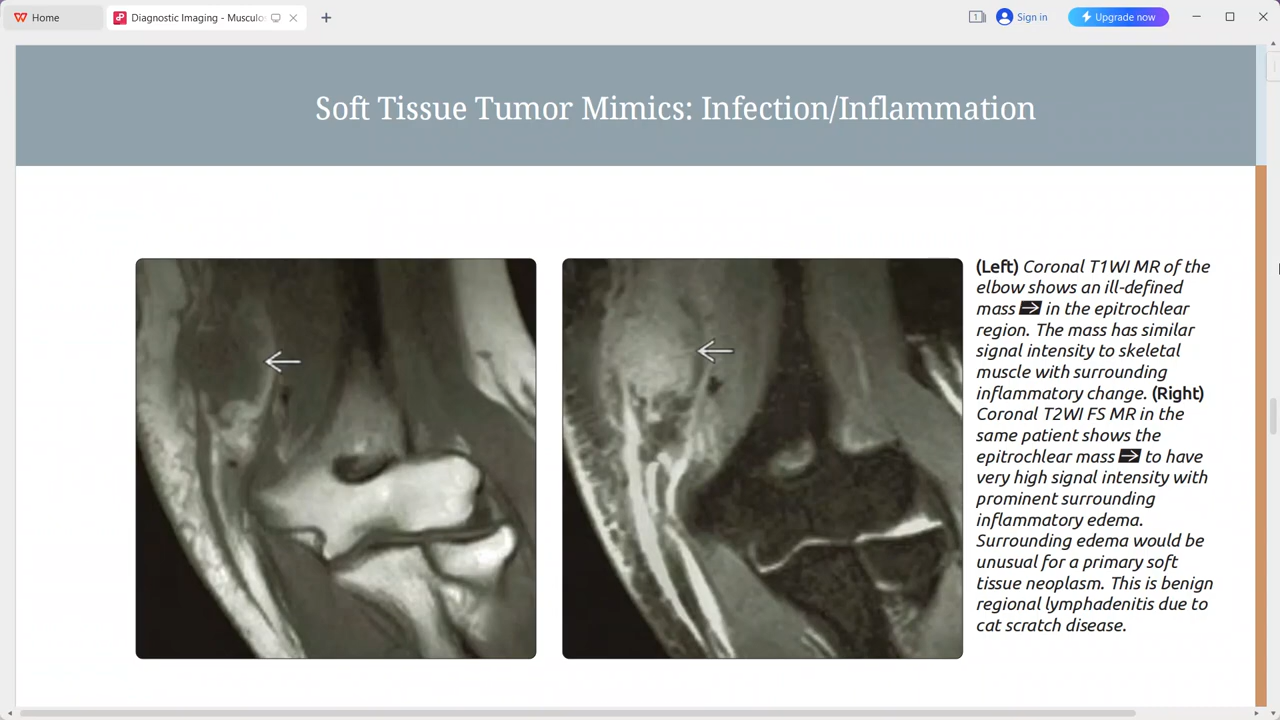 Home
Diagnostic Imaging - Musculos
1
Sign in
Upgrade now
Soft Tissue Tumor Mimics: Infection/Inflammation
(Left) Coronal T1WI MR of the
elbow shows an ill-defined
mass ➡ in the epitrochlear
region. The mass has similar
signal intensity to skeletal
muscle with surrounding
inflammatory change. (Right)
Coronal T2WI FS MR in the
same patient shows the
epitrochlear mass ➡ to have
very high signal intensity with
prominent surrounding
inflammatory edema.
Surrounding edema would be
unusual for a primary soft
tissue neoplasm. This is benign
regional lymphadenitis due to
cat scratch disease.